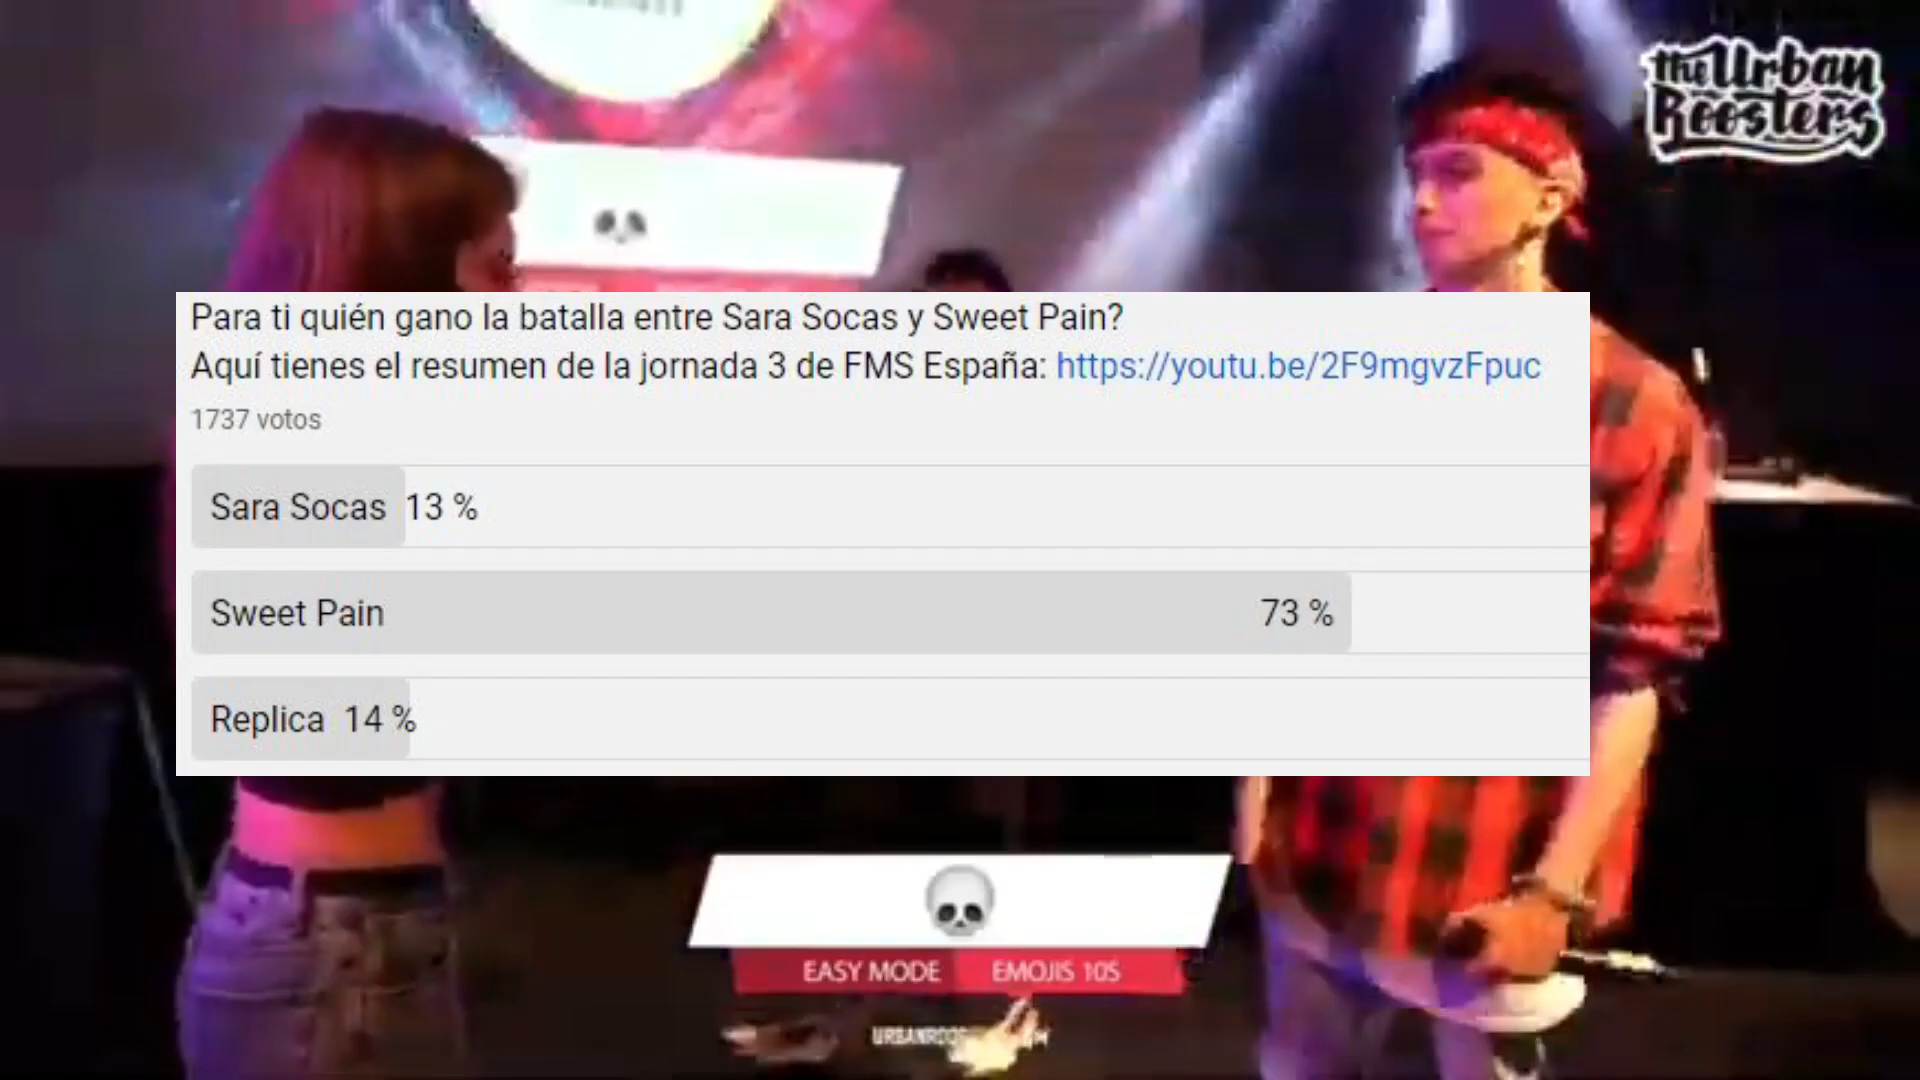 the Urban
Roosters
Para ti quién gano la batalla entre Sara Socas y Sweet Pain?
Aquí tienes el resumen de la jornada 3 de FMS España: https://youtu.be/2F9mgvzFpuc
1737 votos
Sara Socas 13 %
Sweet Pain 73 %
Replica 14 %
EASY MODE EMOJIS 10S